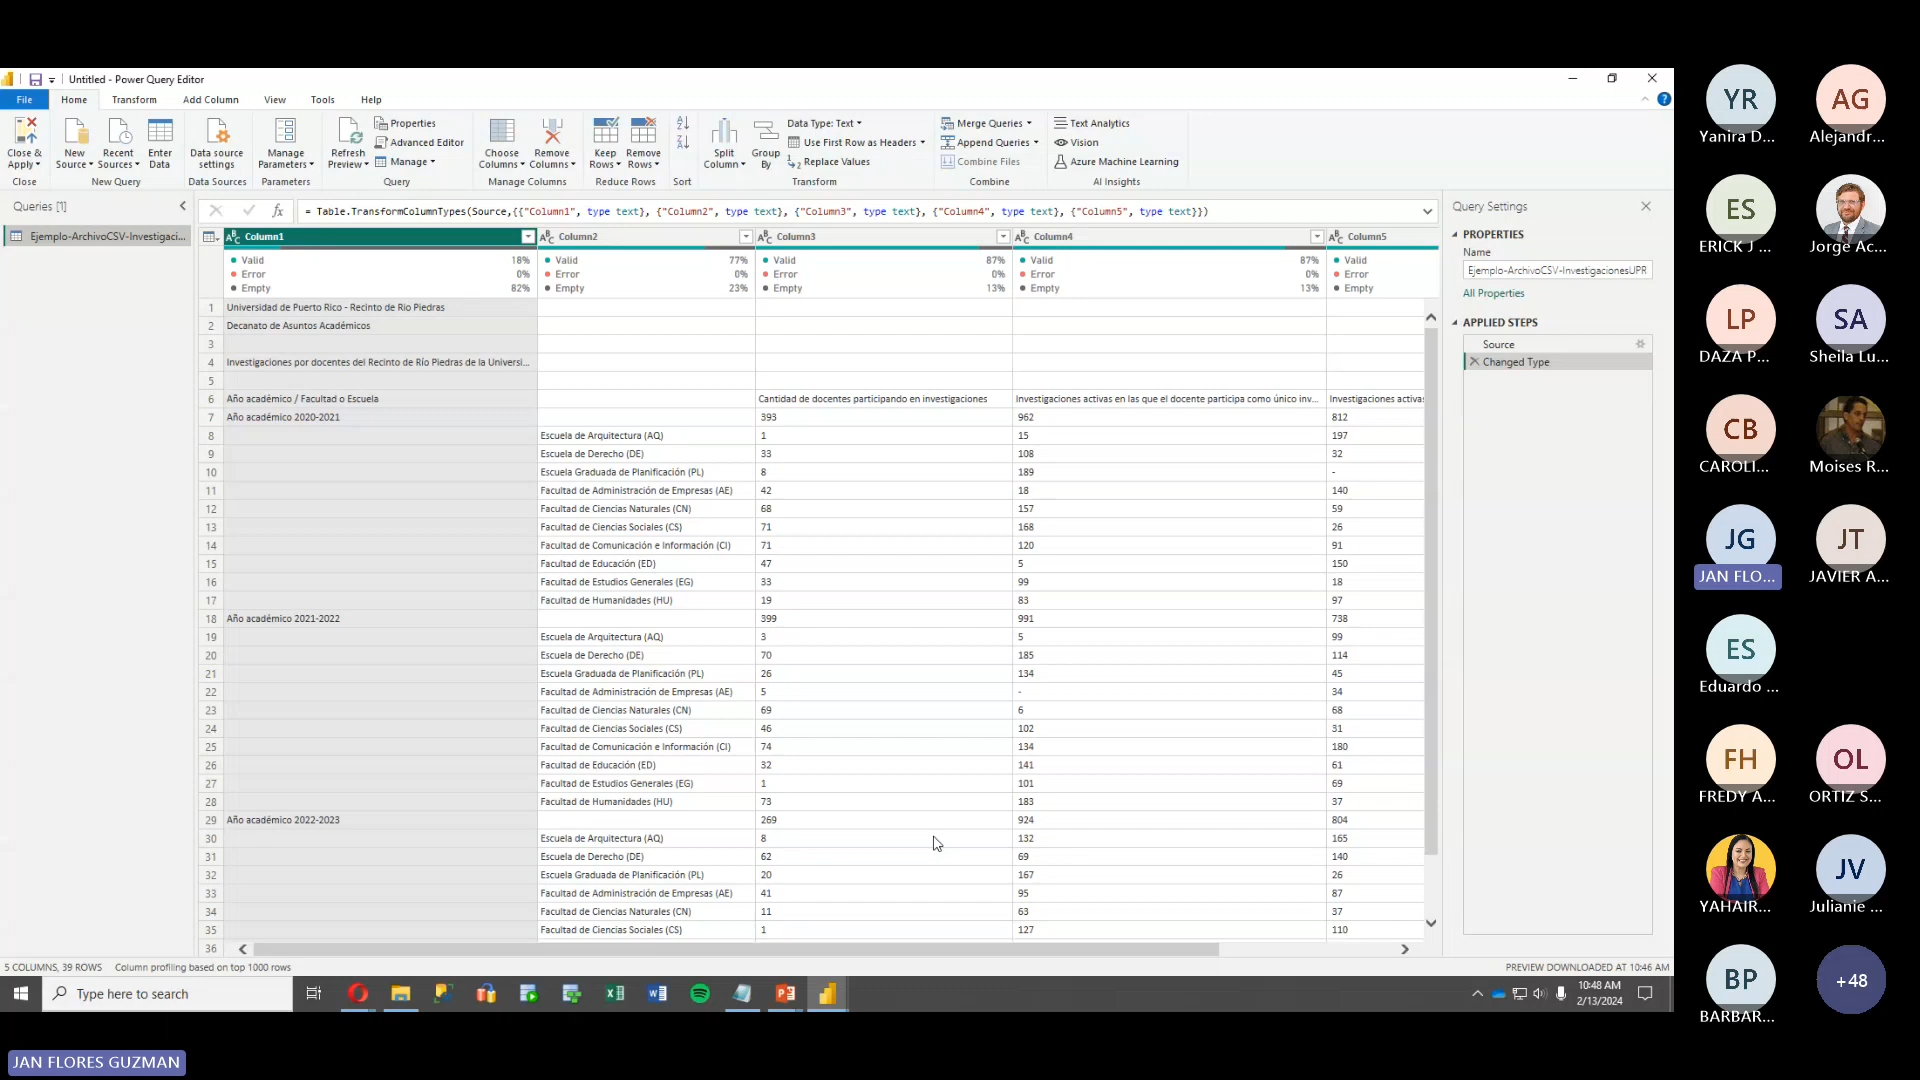 Untitled - Power Query Editor
File Home Transform Add Column View Tools Help
Close & Apply
New Source
Recent Sources
Enter Data
Data source settings
Manage Parameters
Refresh Preview
Properties
Advanced Editor
Manage
Choose Columns
Remove Columns
Keep Rows
Remove Rows
Split Column
Group By
Data Type: Text
Use First Row as Headers
Replace Values
Merge Queries
Append Queries
Combine Files
Text Analytics
Vision
Azure Machine Learning
Close New Query Data Sources Parameters Query Manage Columns Reduce Rows Sort Transform Combine AI Insights
Queries [1]
Ejemplo-ArchivoCSV-Investigaci...
fx = Table.TransformColumnTypes(Source,{{"Column1", type text}, {"Column2", type text}, {"Column3", type text}, {"Column4", type text}, {"Column5", type text}})
Column1 Column2 Column3 Column4 Column5
Valid 18% Valid 77% Valid 87% Valid 87% Valid
Error 0% Error 0% Error 0% Error 0% Error
Empty 82% Empty 23% Empty 13% Empty 13% Empty
1 Universidad de Puerto Rico - Recinto de Rio Piedras
2 Decanato de Asuntos Académicos
3
4 Investigaciones por docentes del Recinto de Río Piedras de la Universi...
5
6 Año académico / Facultad o Escuela Cantidad de docentes participando en investigaciones Investigaciones activas en las que el docente participa como único inv... Investigaciones activas
7 Año académico 2020-2021 393 962 812
8 Escuela de Arquitectura (AQ) 1 15 197
9 Escuela de Derecho (DE) 33 108 32
10 Escuela Graduada de Planificación (PL) 8 189 -
11 Facultad de Administración de Empresas (AE) 42 18 140
12 Facultad de Ciencias Naturales (CN) 68 157 59
13 Facultad de Ciencias Sociales (CS) 71 168 26
14 Facultad de Comunicación e Información (CI) 71 120 91
15 Facultad de Educación (ED) 47 5 150
16 Facultad de Estudios Generales (EG) 33 99 18
17 Facultad de Humanidades (HU) 19 83 97
18 Año académico 2021-2022 399 991 738
19 Escuela de Arquitectura (AQ) 3 5 99
20 Escuela de Derecho (DE) 70 185 114
21 Escuela Graduada de Planificación (PL) 26 134 45
22 Facultad de Administración de Empresas (AE) 5 - 34
23 Facultad de Ciencias Naturales (CN) 69 6 68
24 Facultad de Ciencias Sociales (CS) 46 102 31
25 Facultad de Comunicación e Información (CI) 74 134 180
26 Facultad de Educación (ED) 32 141 61
27 Facultad de Estudios Generales (EG) 1 101 69
28 Facultad de Humanidades (HU) 73 183 37
29 Año académico 2022-2023 269 924 804
30 Escuela de Arquitectura (AQ) 8 132 165
31 Escuela de Derecho (DE) 62 69 140
32 Escuela Graduada de Planificación (PL) 20 167 26
33 Facultad de Administración de Empresas (AE) 41 95 87
34 Facultad de Ciencias Naturales (CN) 11 63 37
35 Facultad de Ciencias Sociales (CS) 1 127 110
36
5 COLUMNS, 39 ROWS Column profiling based on top 1000 rows
PREVIEW DOWNLOADED AT 10:46 AM
Query Settings
PROPERTIES
Name
Ejemplo-ArchivoCSV-InvestigacionesUPR
All Properties
APPLIED STEPS
Source
Changed Type
Type here to search
10:48 AM
2/13/2024
YR AG
Yanira D... Alejandr...
ES
ERICK J ... Jorge Ac...
LP SA
DAZA P... Sheila Lu...
CB
CAROLI... Moises R...
JG JT
JAN FLO... JAVIER A...
ES
Eduardo ...
FH OL
FREDY A... ORTIZ S...
JV
YAHAIR... Julianie ...
BP +48
BARBAR...
JAN FLORES GUZMAN